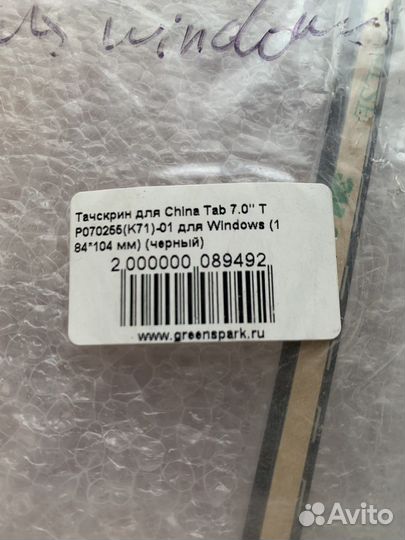 windows
Тачскрин для China Tab 7.0'' T
P070255(K71)-01 для Windows (1
84*104 мм) (черный)
2 000000 089492
www.greenspark.ru
Avito